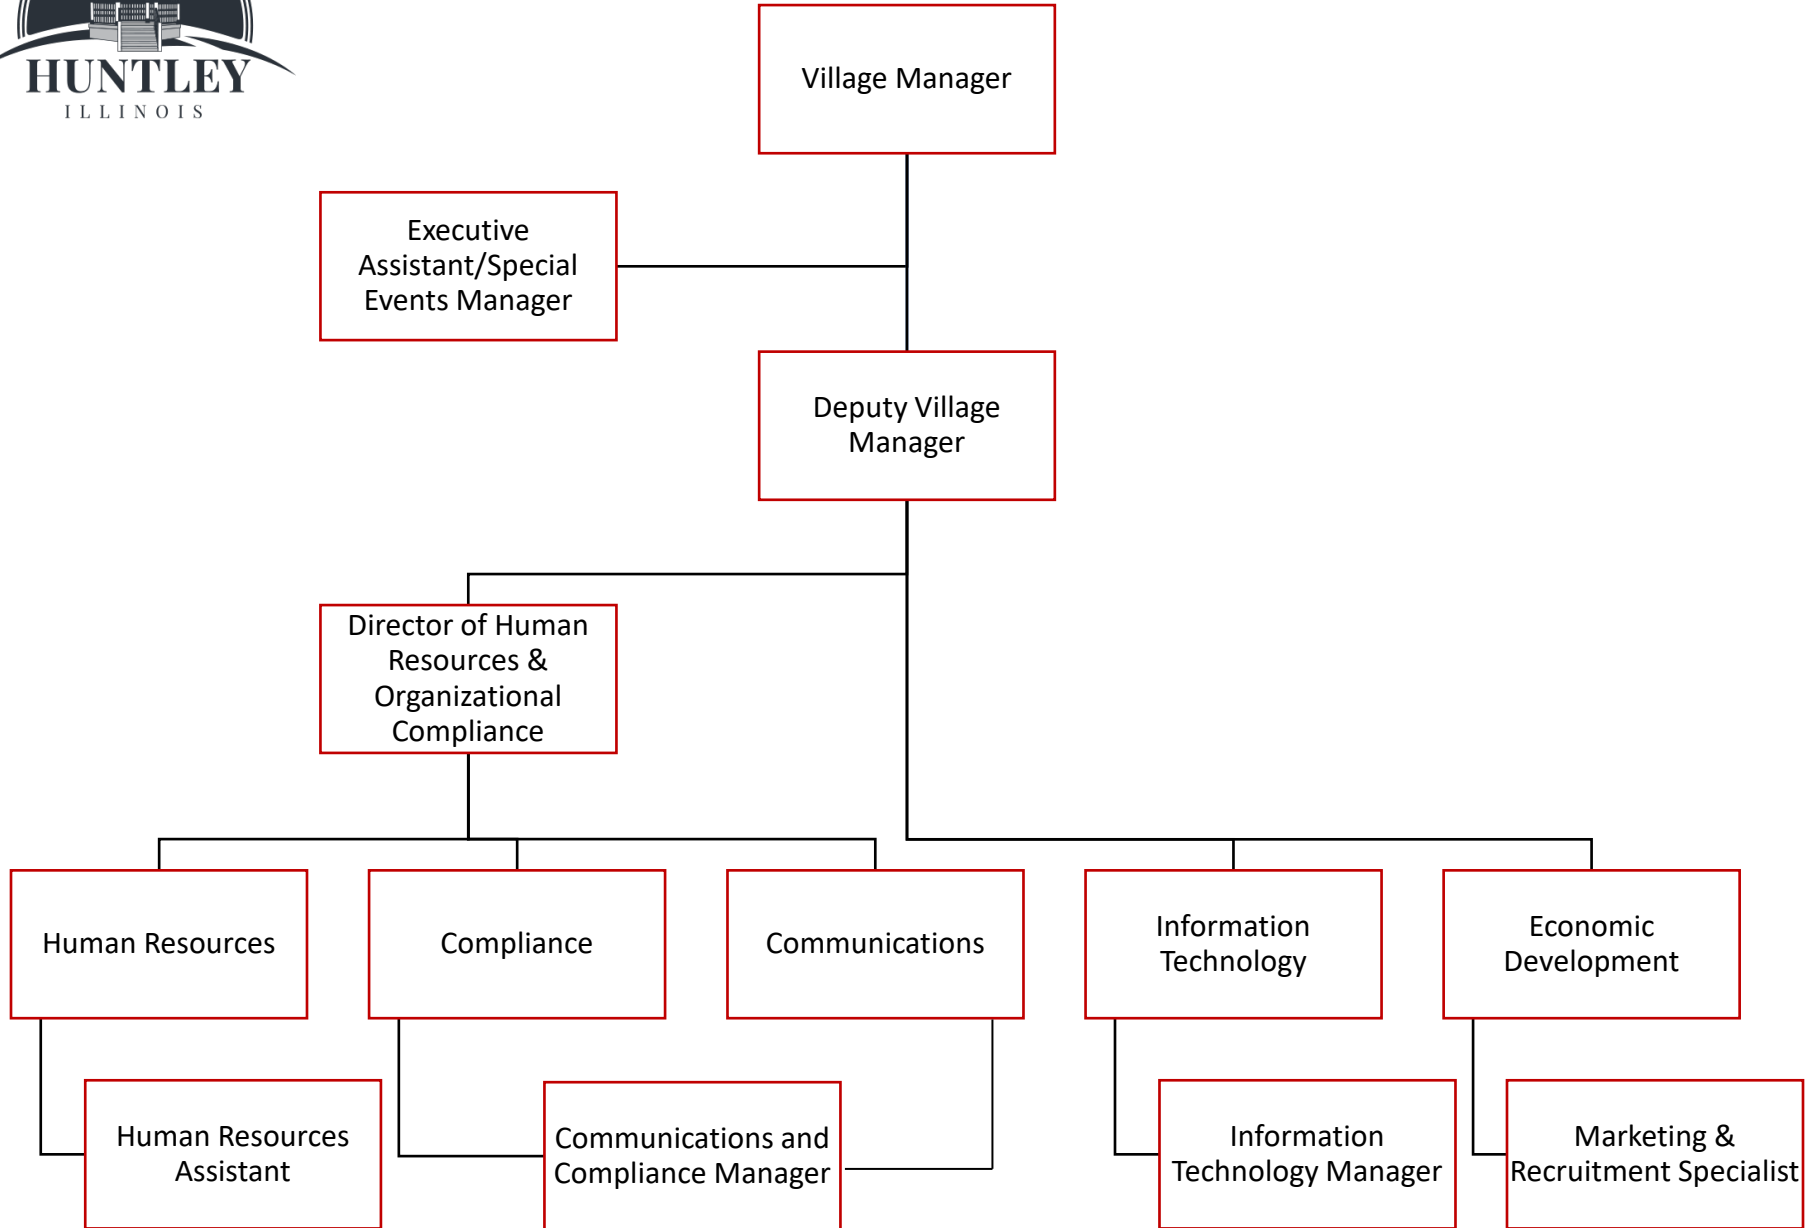 HUNTLEY
ILLINOIS
Village Manager
Executive
Assistant/Special
Events Manager
Deputy Village
Manager
Director of Human
Resources &
Organizational
Compliance
Human Resources
Compliance
Communications
Information
Technology
Economic
Development
Human Resources
Assistant
Communications and
Compliance Manager
Information
Technology Manager
Marketing &
Recruitment Specialist